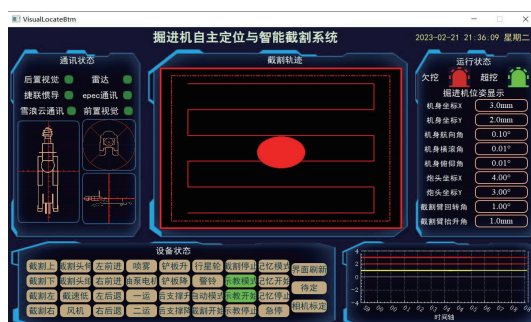 VisualLocateBtm
掘进机自主定位与智能截割系统
2023-02-21 21:36:09 星期二
通讯状态
后置视觉 雷达
捷联惯导 epec通讯
雪浪云通讯 前置视觉
截割轨迹
运行状态
欠挖 超挖
掘进机位姿显示
机身坐标X 3.0mm
机身坐标Y 2.0mm
机身航向角 0.10°
机身横滚角 0.01°
机身俯仰角 0.01°
炮头坐标X 4.00°
炮头坐标Y 3.00°
截割臂回转角 1.00°
截割臂抬升角 1.0mm
设备状态
截割上 左前进 喷雾 铲板升 行星轮 截割停止 记忆模式
截割下 右前进 油泵电机 铲板降 警铃 示教模式 记忆开始
截割左 截速低 左后退 一运 后支撑升 自动模式 示教开始 记忆停止
截割右 风机 右后退 二运 后支撑降 截割开始 示教停止 急停
界面刷新
待定
相机标定
4
2
0
-2
-4
时间轴